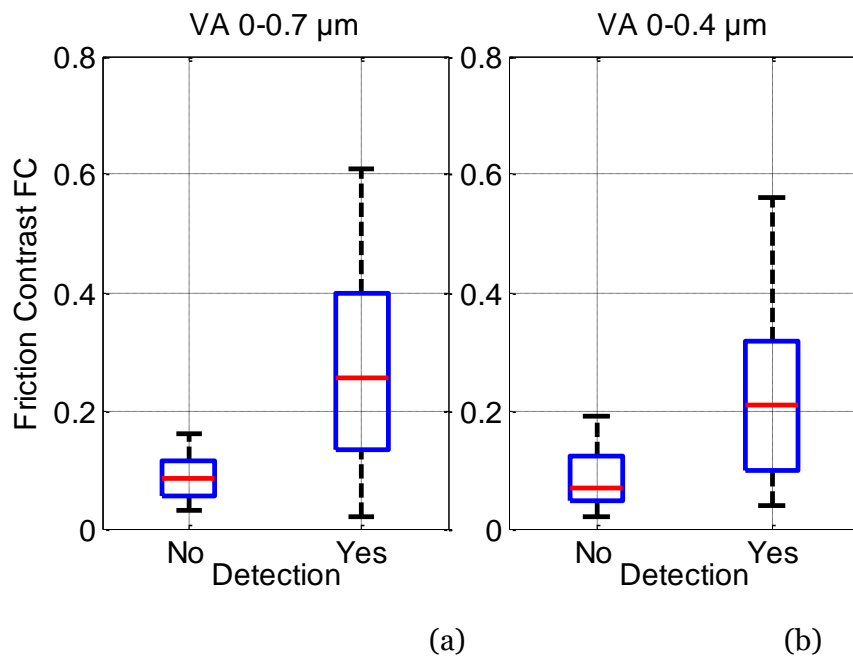 VA 0-0.7 µm
VA 0-0.4 µm
Friction Contrast FC
0.8
0.6
0.4
0.2
0
No
Yes
Detection
0.8
0.6
0.4
0.2
0
No
Yes
Detection
(a)
(b)